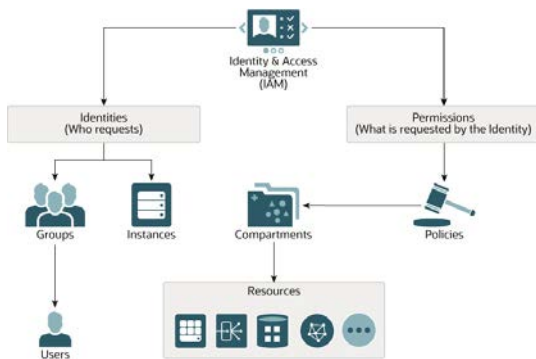 Identity & Access
Management
(IAM)
Identities
(Who requests)
Permissions
(What is requested by the Identity)
Groups
Instances
Compartments
Policies
Resources
Users